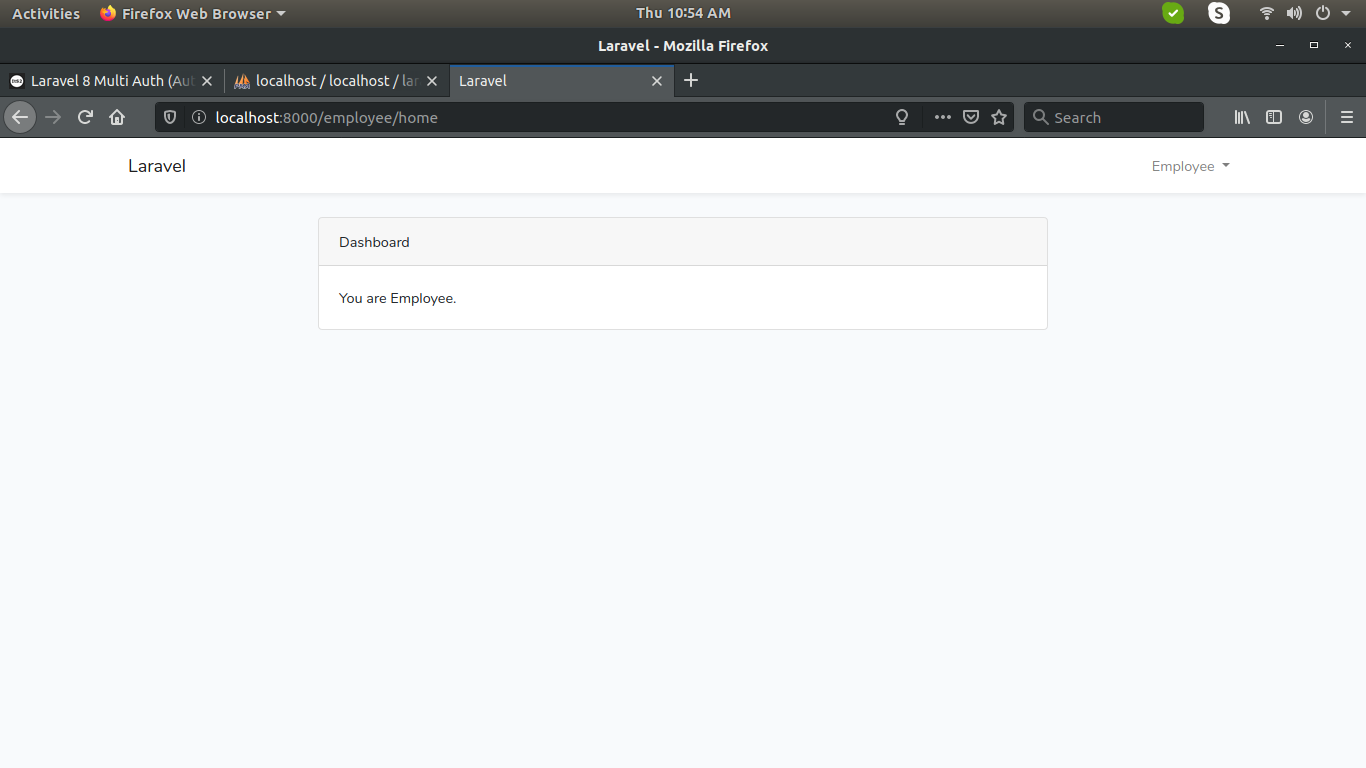 Activities Firefox Web Browser Thu 10:54 AM
Laravel - Mozilla Firefox
Laravel 8 Multi Auth (Aut localhost / localhost / lar Laravel
localhost:8000/employee/home Search
Laravel Employee
Dashboard
You are Employee.